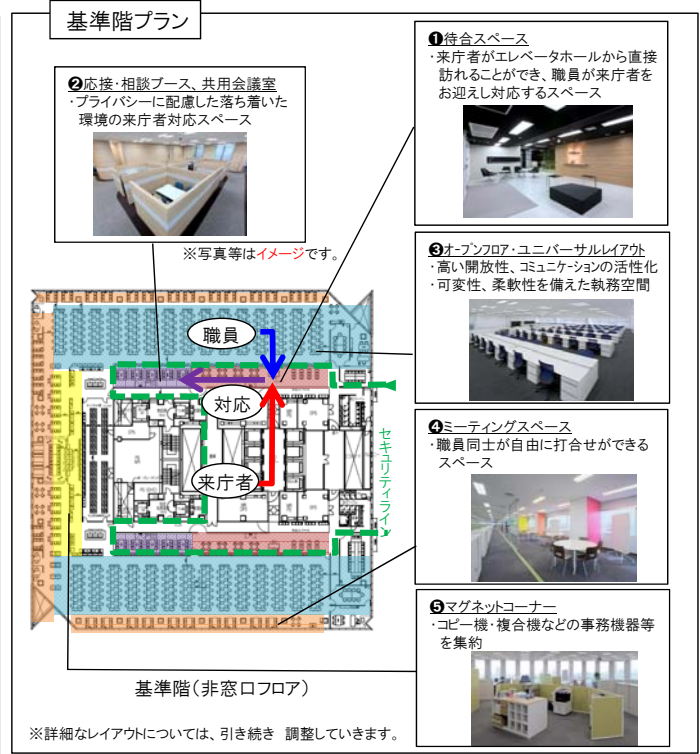 基準階プラン
❶待合スペース
・来庁者がエレベータホールから直接
訪れることができ、職員が来庁者を
お迎えし対応するスペース
❷応接・相談ブース、共用会議室
・プライバシーに配慮した落ち着いた
環境の来庁者対応スペース
※写真等はイメージです。
❸オープンフロア・ユニバーサルレイアウト
・高い開放性、コミュニケーションの活性化
・可変性、柔軟性を備えた執務空間
職員
対応
来庁者
セキュリティライン
❹ミーティングスペース
・職員同士が自由に打合せができる
スペース
❺マグネットコーナー
・コピー機・複合機などの事務機器等
を集約
基準階（非窓口フロア）
※詳細なレイアウトについては、引き続き 調整していきます。